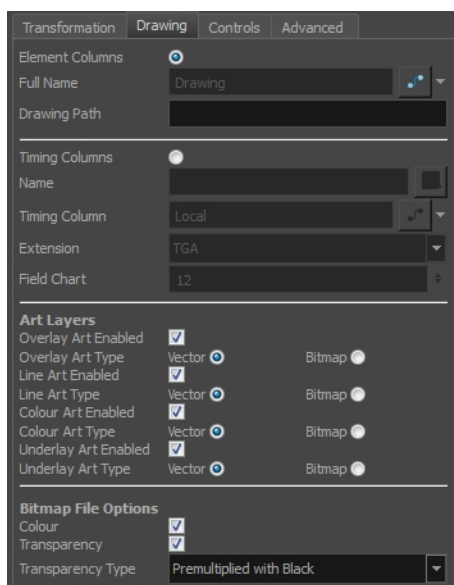 Transformation Drawing Controls Advanced
Element Columns
Full Name Drawing
Drawing Path
Timing Columns
Name
Timing Column Local
Extension TGA
Field Chart 12
Art Layers
Overlay Art Enabled
Overlay Art Type Vector Bitmap
Line Art Enabled
Line Art Type Vector Bitmap
Colour Art Enabled
Colour Art Type Vector Bitmap
Underlay Art Enabled
Underlay Art Type Vector Bitmap
Bitmap File Options
Colour
Transparency
Transparency Type Premultiplied with Black